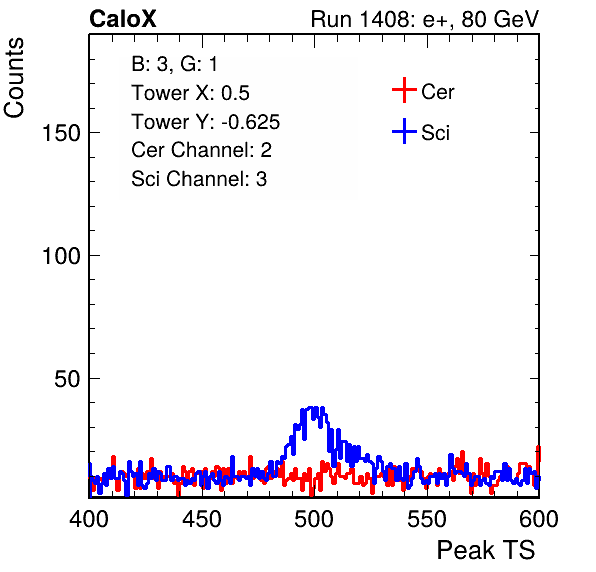 CaloX
Run 1408: e+, 80 GeV
Counts
B: 3, G: 1
Tower X: 0.5
Tower Y: -0.625
Cer Channel: 2
Sci Channel: 3
Cer
Sci
150
100
50
400 450 500 550 600
Peak TS